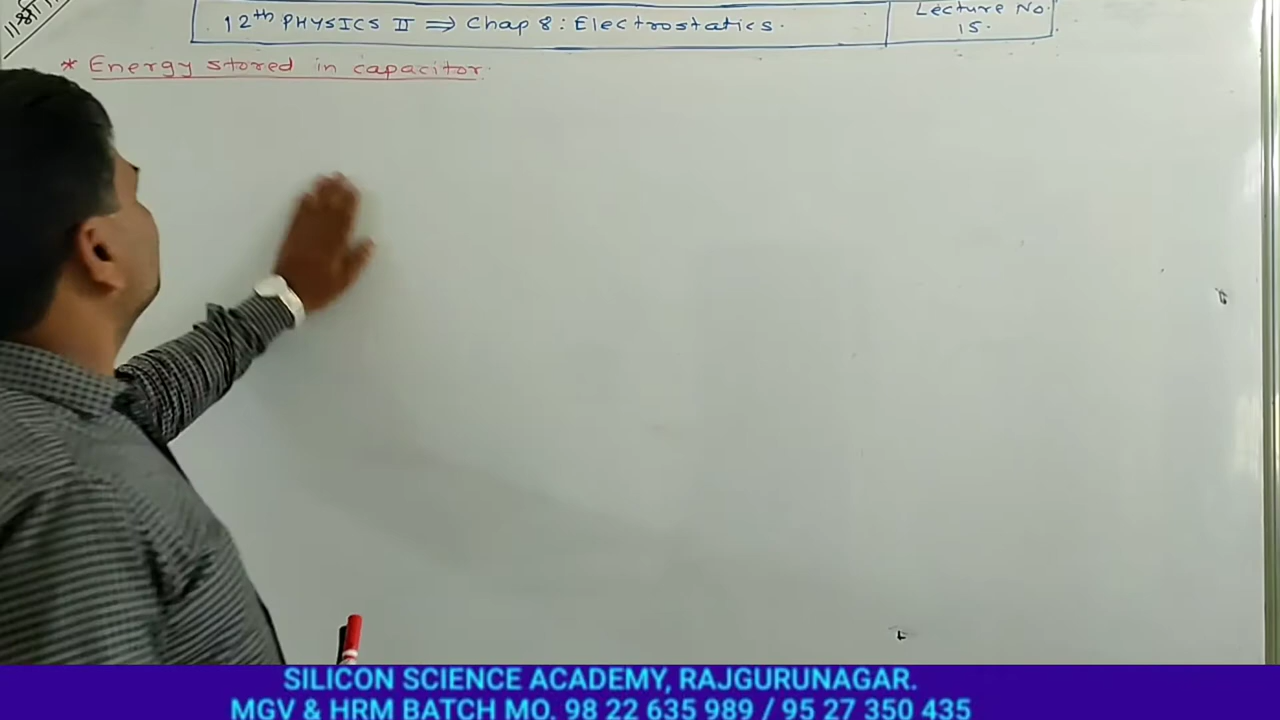 ॥श्री॥
12th PHYSICS II ⇒ Chap 8: Electrostatics.
Lecture No.
15.
* Energy stored in capacitor.
SILICON SCIENCE ACADEMY, RAJGURUNAGAR.
MGV & HRM BATCH MO. 98 22 635 989 / 95 27 350 435